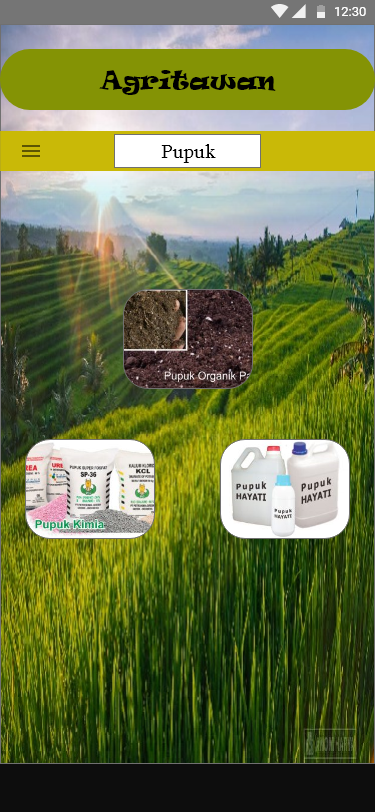 12:30
Agritawan
Pupuk
Pupuk Organik Pa
UREA
PUPUK SUPER FOSFAT
SP-36
KALIUM KLORIDA
KCL
Pupuk Kimia
Pupuk
HAYATI
Pupuk
HAYATI
Pupuk
HAYATI